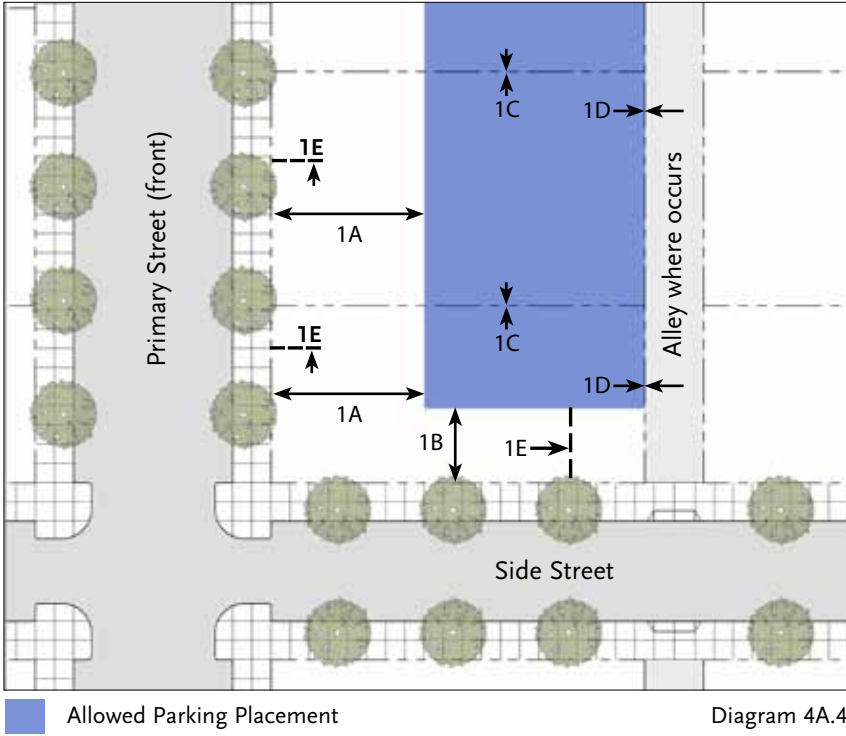 1C
1D
1E
Primary Street (front)
Alley where occurs
1A
1E
1C
1D
1A
1B
1E
Side Street
Allowed Parking Placement
Diagram 4A.4